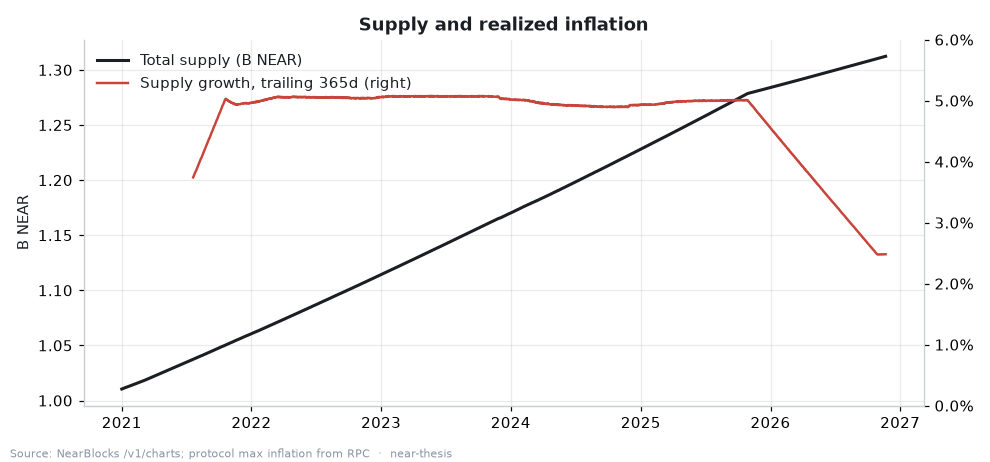 Supply and realized inflation
Total supply (B NEAR)
Supply growth, trailing 365d (right)
B NEAR
1.30
1.25
1.20
1.15
1.10
1.05
1.00
6.0%
5.0%
4.0%
3.0%
2.0%
1.0%
0.0%
2021 2022 2023 2024 2025 2026 2027
Source: NearBlocks /v1/charts; protocol max inflation from RPC · near-thesis